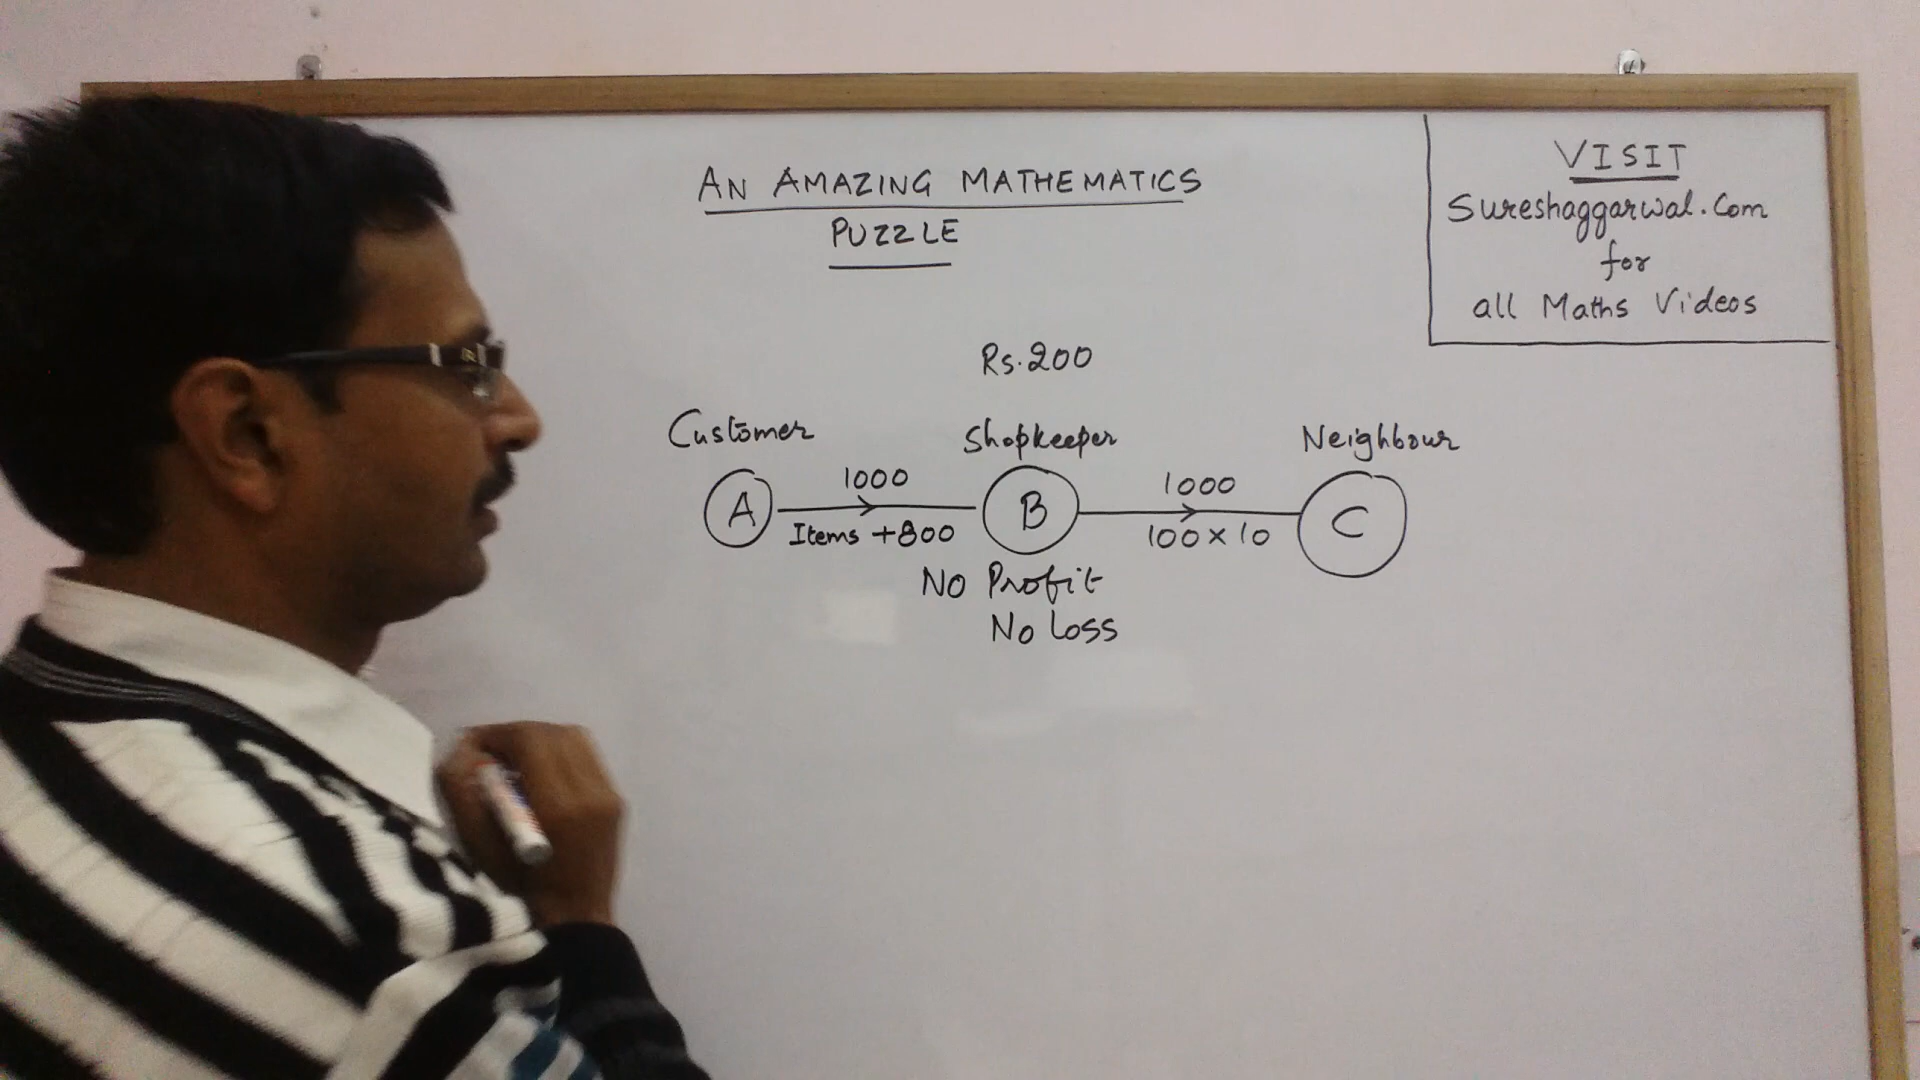 AN AMAZING MATHEMATICS
PUZZLE
VISIT
Sureshaggarwal.Com
for
all Maths Videos
Rs.200
Customer
Shopkeeper
Neighbour
A
1000
Items +800
B
1000
100 × 10
C
No Profit
No Loss